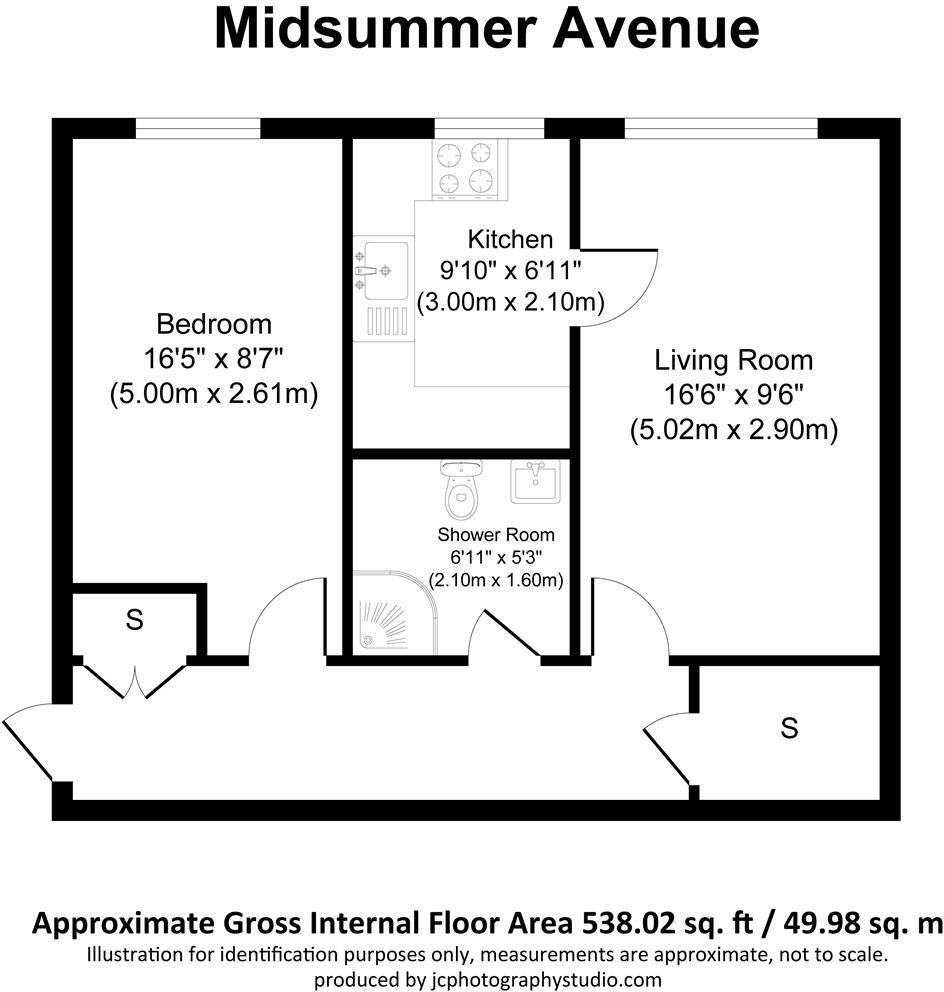 Midsummer Avenue
Kitchen
9'10" x 6'11"
(3.00m x 2.10m)
Bedroom
16'5" x 8'7"
(5.00m x 2.61m)
Living Room
16'6" x 9'6"
(5.02m x 2.90m)
Shower Room
6'11" x 5'3"
(2.10m x 1.60m)
S
S
Approximate Gross Internal Floor Area 538.02 sq. ft / 49.98 sq. m
Illustration for identification purposes only, measurements are approximate, not to scale.
produced by jcphotographystudio.com